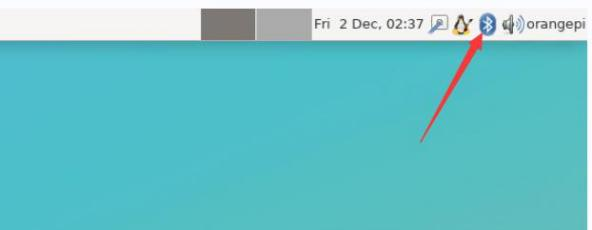 Fri 2 Dec, 02:37 orangepi